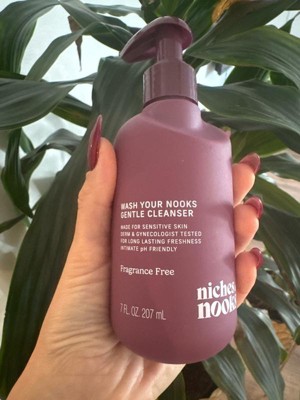 WASH YOUR NOOKS
GENTLE CLEANSER
MADE FOR SENSITIVE SKIN
DERM & GYNECOLOGIST TESTED
FOR LONG LASTING FRESHNESS
INTIMATE pH FRIENDLY
Fragrance Free
niches
nooks
7 FL. OZ. 207 mL